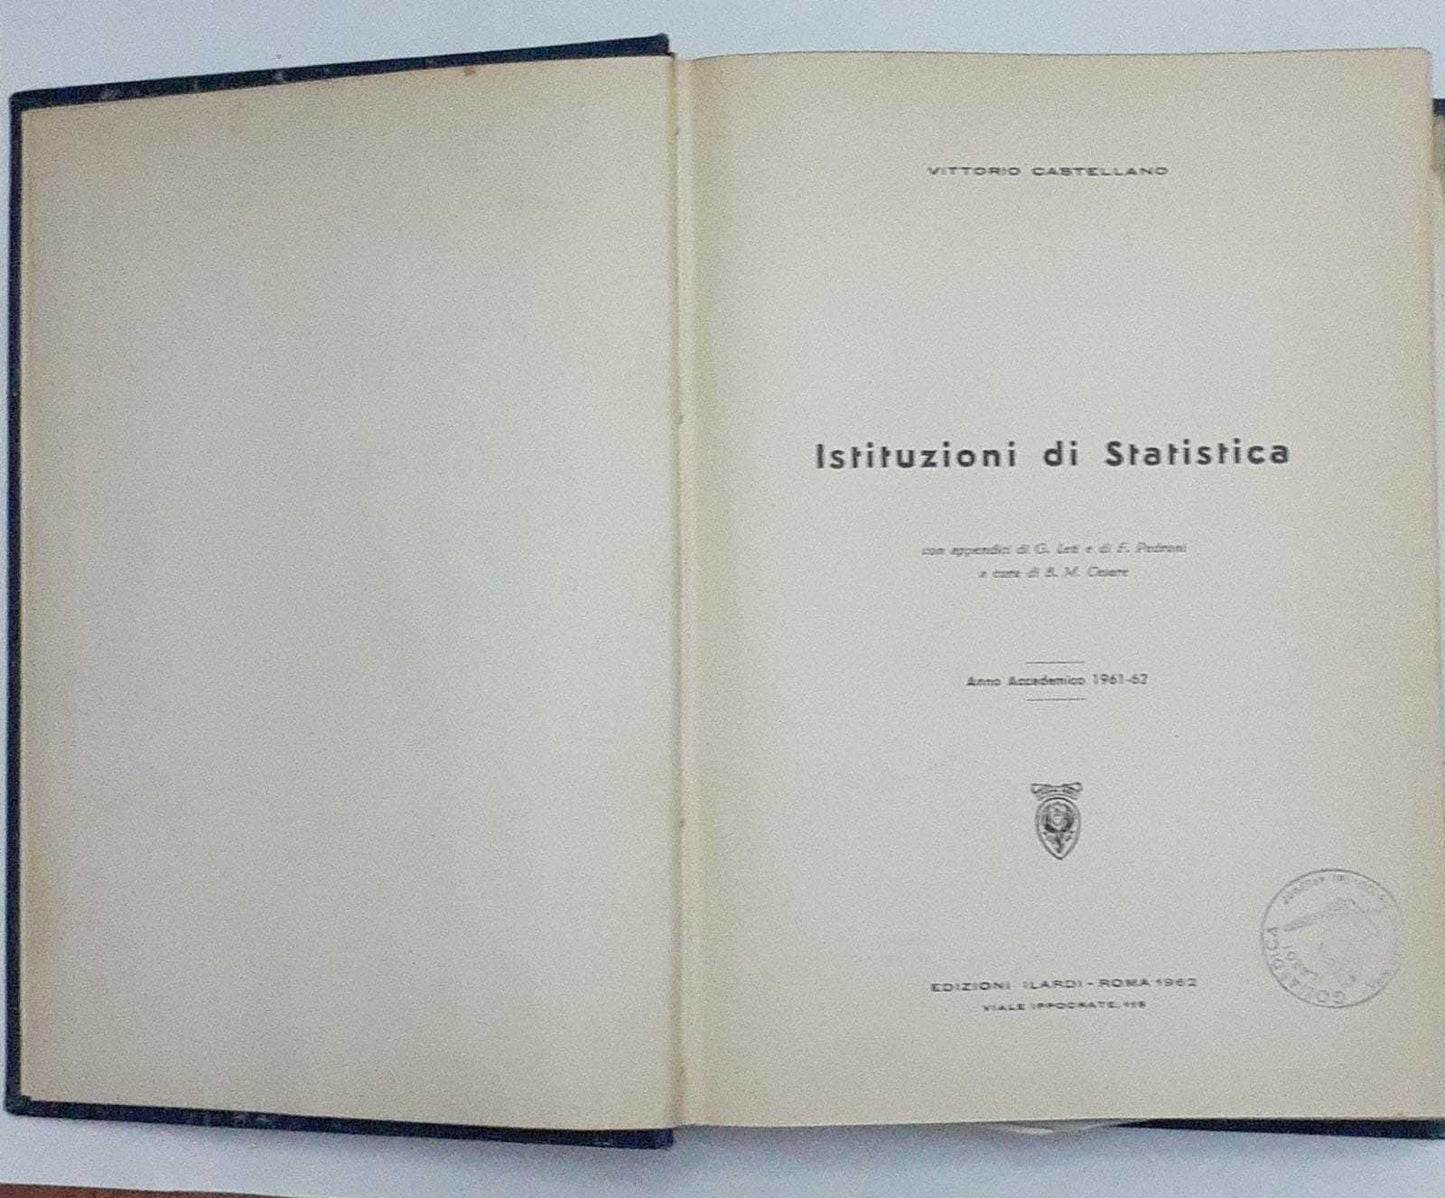 VITTORIO CASTELLANO
Istituzioni di Statistica
con appendici di G. Leti e di F. Pedroni
a cura di B. M. Cesare
Anno Accademico 1961-62
EDIZIONI ILARDI - ROMA 1962
VIALE IPPOCRATE,
GOLIARDICA